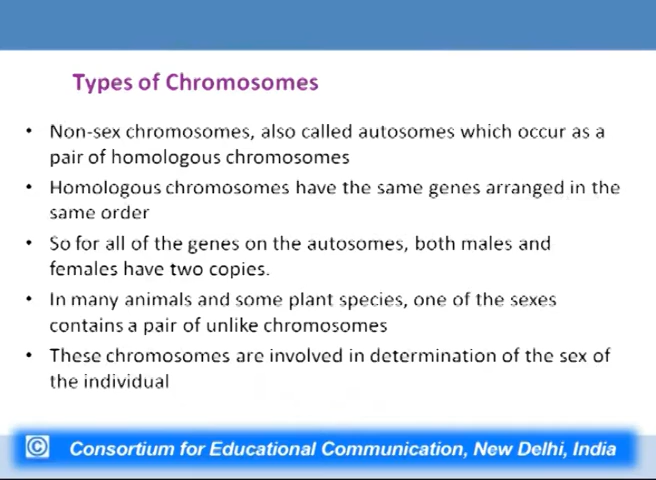 Types of Chromosomes
• Non-sex chromosomes, also called autosomes which occur as a
pair of homologous chromosomes
• Homologous chromosomes have the same genes arranged in the
same order
• So for all of the genes on the autosomes, both males and
females have two copies.
• In many animals and some plant species, one of the sexes
contains a pair of unlike chromosomes
• These chromosomes are involved in determination of the sex of
the individual
© Consortium for Educational Communication, New Delhi, India